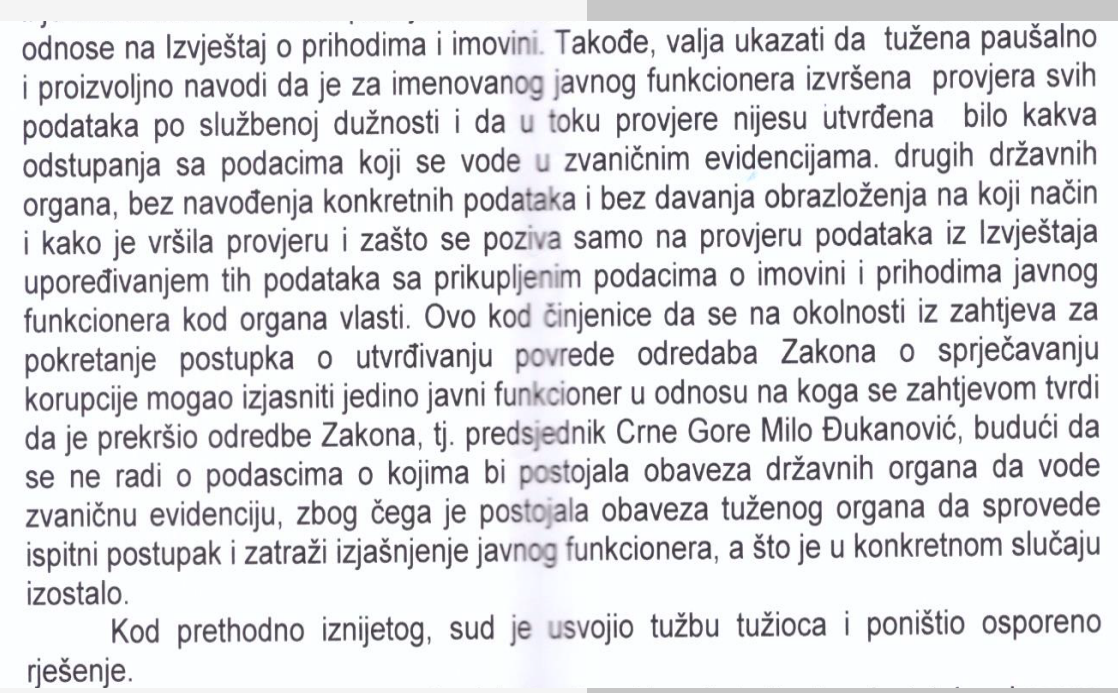 odnose na Izvještaj o prihodima i imovini. Takođe, valja ukazati da tužena paušalno
i proizvoljno navodi da je za imenovanog javnog funkcionera izvršena provjera svih
podataka po službenoj dužnosti i da u toku provjere nijesu utvrđena bilo kakva
odstupanja sa podacima koji se vode u zvaničnim evidencijama. drugih državnih
organa, bez navođenja konkretnih podataka i bez davanja obrazloženja na koji način
i kako je vršila provjeru i zašto se poziva samo na provjeru podataka iz Izvještaja
upoređivanjem tih podataka sa prikupljenim podacima o imovini i prihodima javnog
funkcionera kod organa vlasti. Ovo kod činjenice da se na okolnosti iz zahtjeva za
pokretanje postupka o utvrđivanju povrede odredaba Zakona o sprječavanju
korupcije mogao izjasniti jedino javni funkcioner u odnosu na koga se zahtjevom tvrdi
da je prekršio odredbe Zakona, tj. predsjednik Crne Gore Milo Đukanović, budući da
se ne radi o podascima o kojima bi postojala obaveza državnih organa da vode
zvaničnu evidenciju, zbog čega je postojala obaveza tuženog organa da sprovede
ispitni postupak i zatraži izjašnjenje javnog funkcionera, a što je u konkretnom slučaju
izostalo.
Kod prethodno iznijetog, sud je usvojio tužbu tužioca i poništio osporeno
rješenje.